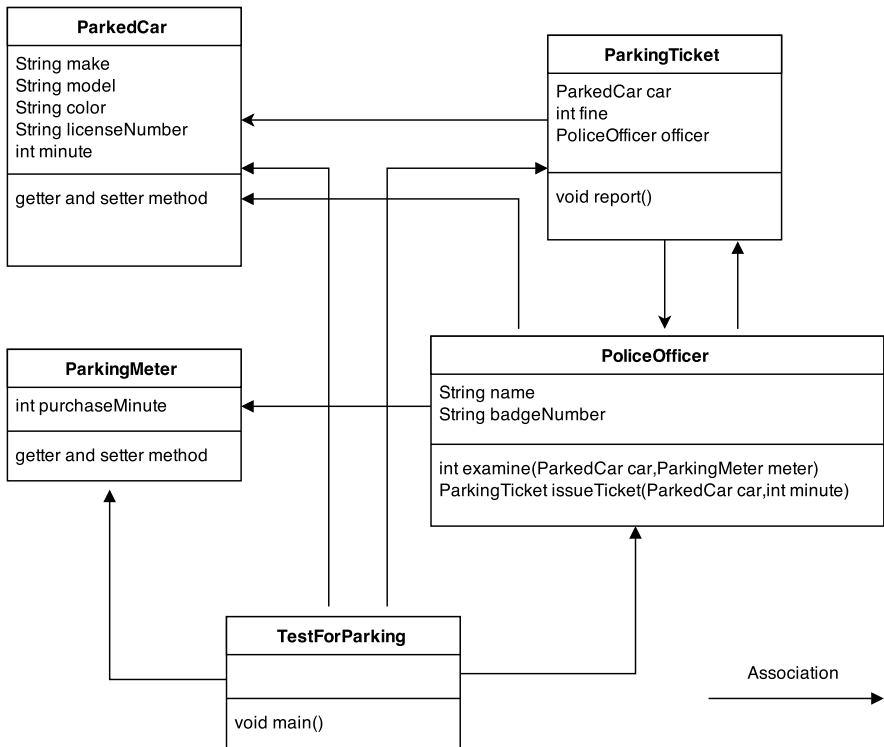 ParkedCar
String make
String model
String color
String licenseNumber
int minute
getter and setter method
ParkingTicket
ParkedCar car
int fine
PoliceOfficer officer
void report()
ParkingMeter
int purchaseMinute
getter and setter method
PoliceOfficer
String name
String badgeNumber
int examine(ParkedCar car,ParkingMeter meter)
ParkingTicket issueTicket(ParkedCar car,int minute)
TestForParking
void main()
Association